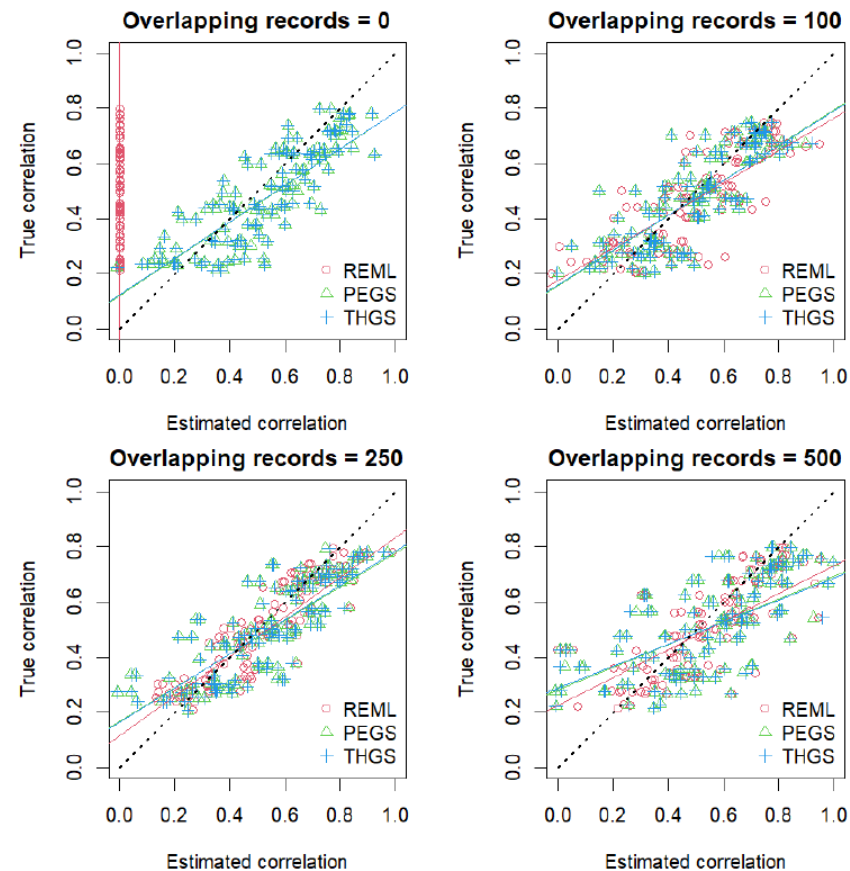 Overlapping records = 0
True correlation
0.0 0.2 0.4 0.6 0.8 1.0
REML
PEGS
THGS
0.0 0.2 0.4 0.6 0.8 1.0
Estimated correlation
Overlapping records = 100
True correlation
0.0 0.2 0.4 0.6 0.8 1.0
REML
PEGS
THGS
0.0 0.2 0.4 0.6 0.8 1.0
Estimated correlation
Overlapping records = 250
True correlation
0.0 0.2 0.4 0.6 0.8 1.0
REML
PEGS
THGS
0.0 0.2 0.4 0.6 0.8 1.0
Estimated correlation
Overlapping records = 500
True correlation
0.0 0.2 0.4 0.6 0.8 1.0
REML
PEGS
THGS
0.0 0.2 0.4 0.6 0.8 1.0
Estimated correlation